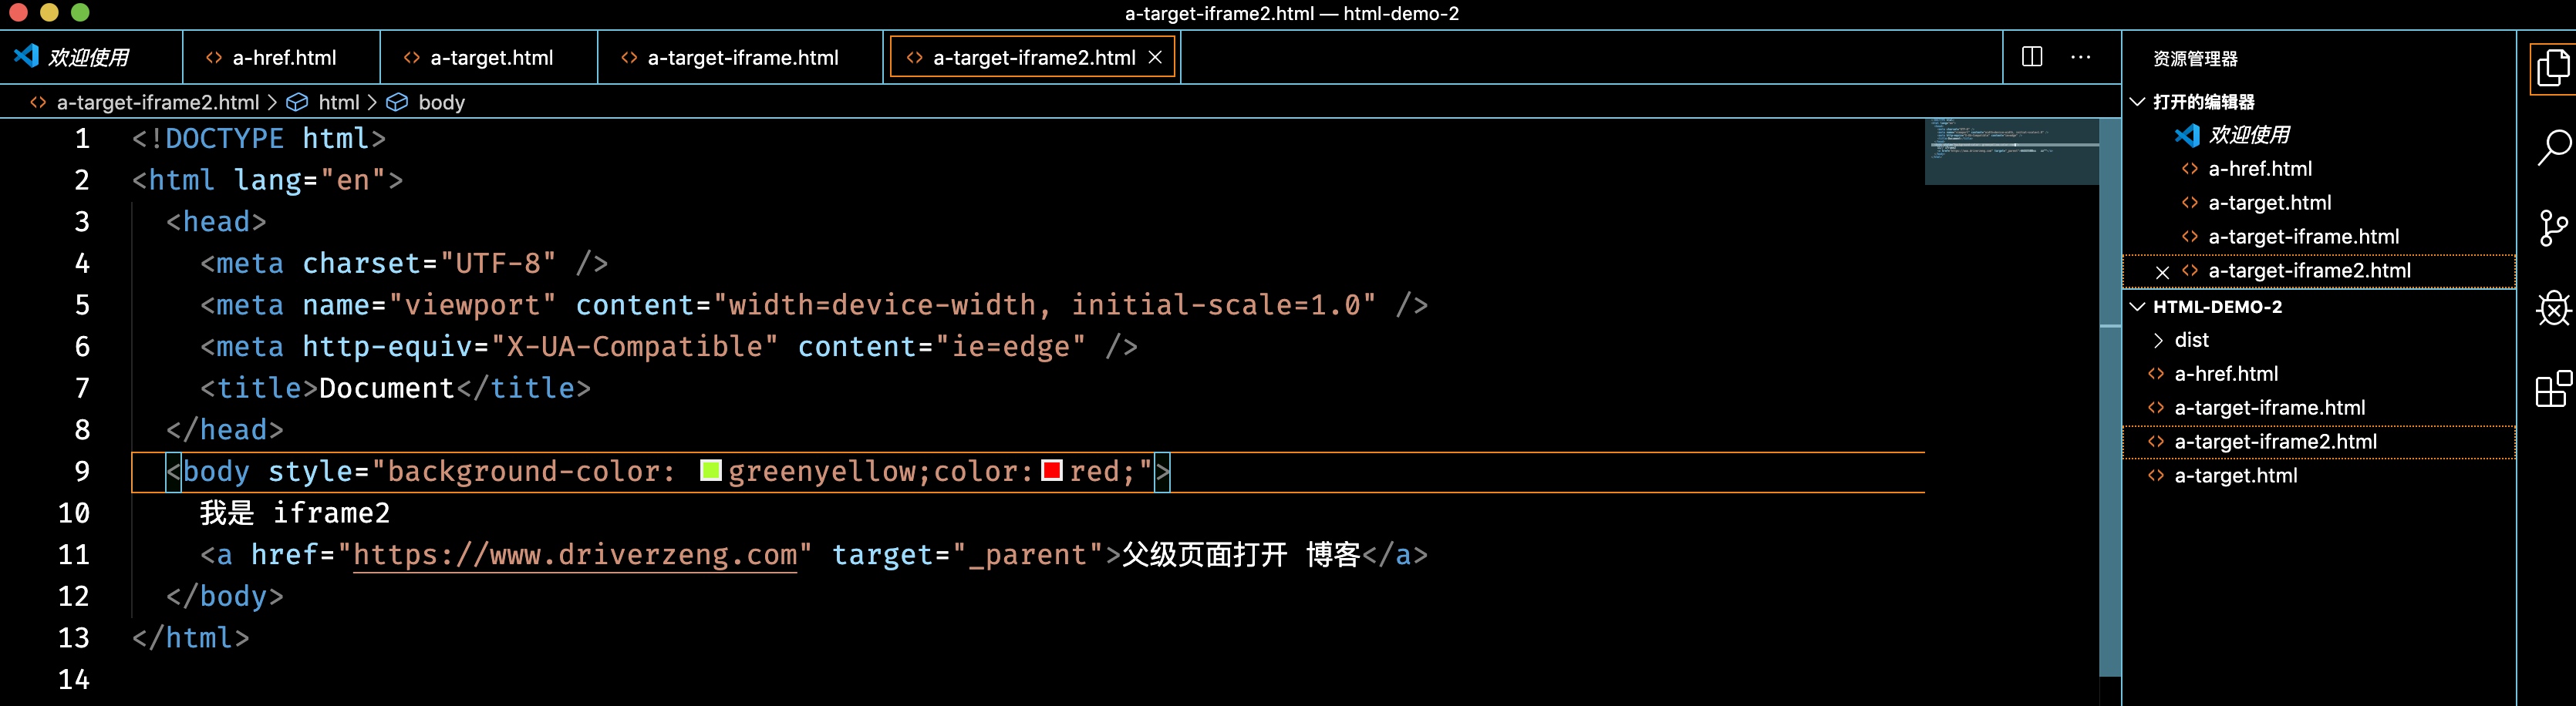 a-target-iframe2.html — html-demo-2
欢迎使用
a-href.html
a-target.html
a-target-iframe.html
a-target-iframe2.html
a-target-iframe2.html > html > body
1 <!DOCTYPE html>
2 <html lang="en">
3 <head>
4 <meta charset="UTF-8" />
5 <meta name="viewport" content="width=device-width, initial-scale=1.0" />
6 <meta http-equiv="X-UA-Compatible" content="ie=edge" />
7 <title>Document</title>
8 </head>
9 <body style="background-color: greenyellow;color:red;">
10 我是 iframe2
11 <a href="https://www.driverzeng.com" target="_parent">父级页面打开 博客</a>
12 </body>
13 </html>
14
资源管理器
打开的编辑器
欢迎使用
a-href.html
a-target.html
a-target-iframe.html
a-target-iframe2.html
HTML-DEMO-2
dist
a-href.html
a-target-iframe.html
a-target-iframe2.html
a-target.html